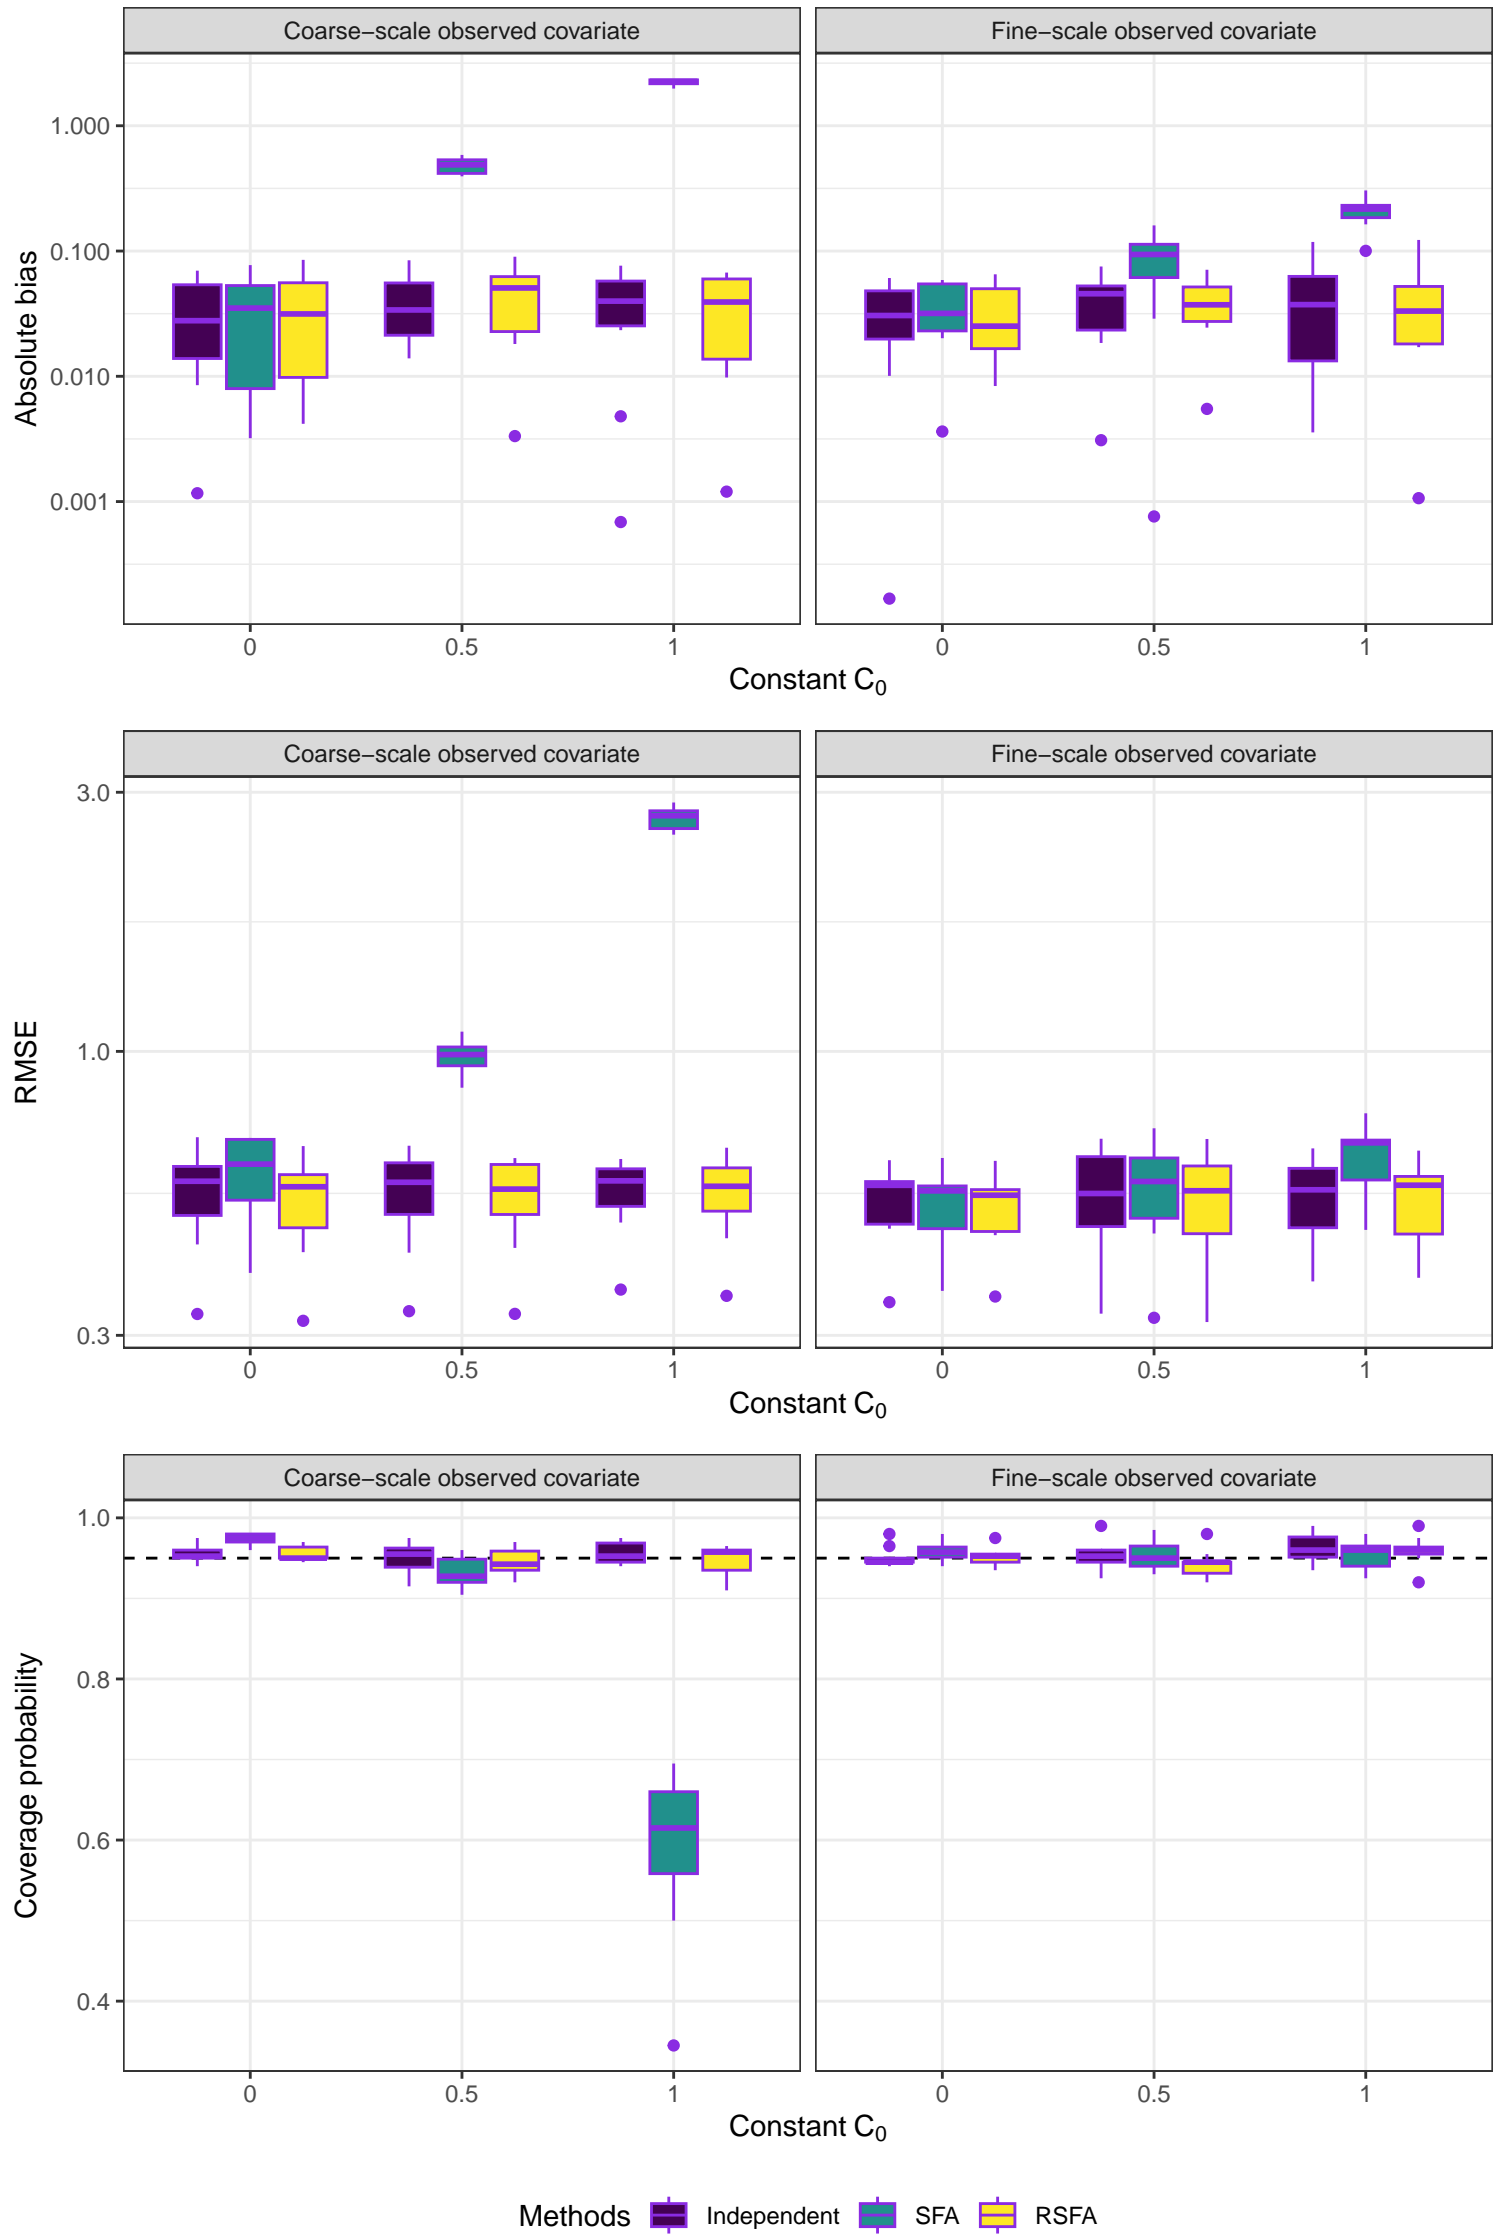 Coarse−scale observed covariate
Fine−scale observed covariate
Absolute bias
1.000
0.100
0.010
0.001
0
0.5
1
0
0.5
1
Constant C₀
Coarse−scale observed covariate
Fine−scale observed covariate
RMSE
3.0
1.0
0.3
0
0.5
1
0
0.5
1
Constant C₀
Coarse−scale observed covariate
Fine−scale observed covariate
Coverage probability
1.0
0.8
0.6
0.4
0
0.5
1
0
0.5
1
Constant C₀
Methods Independent SFA RSFA